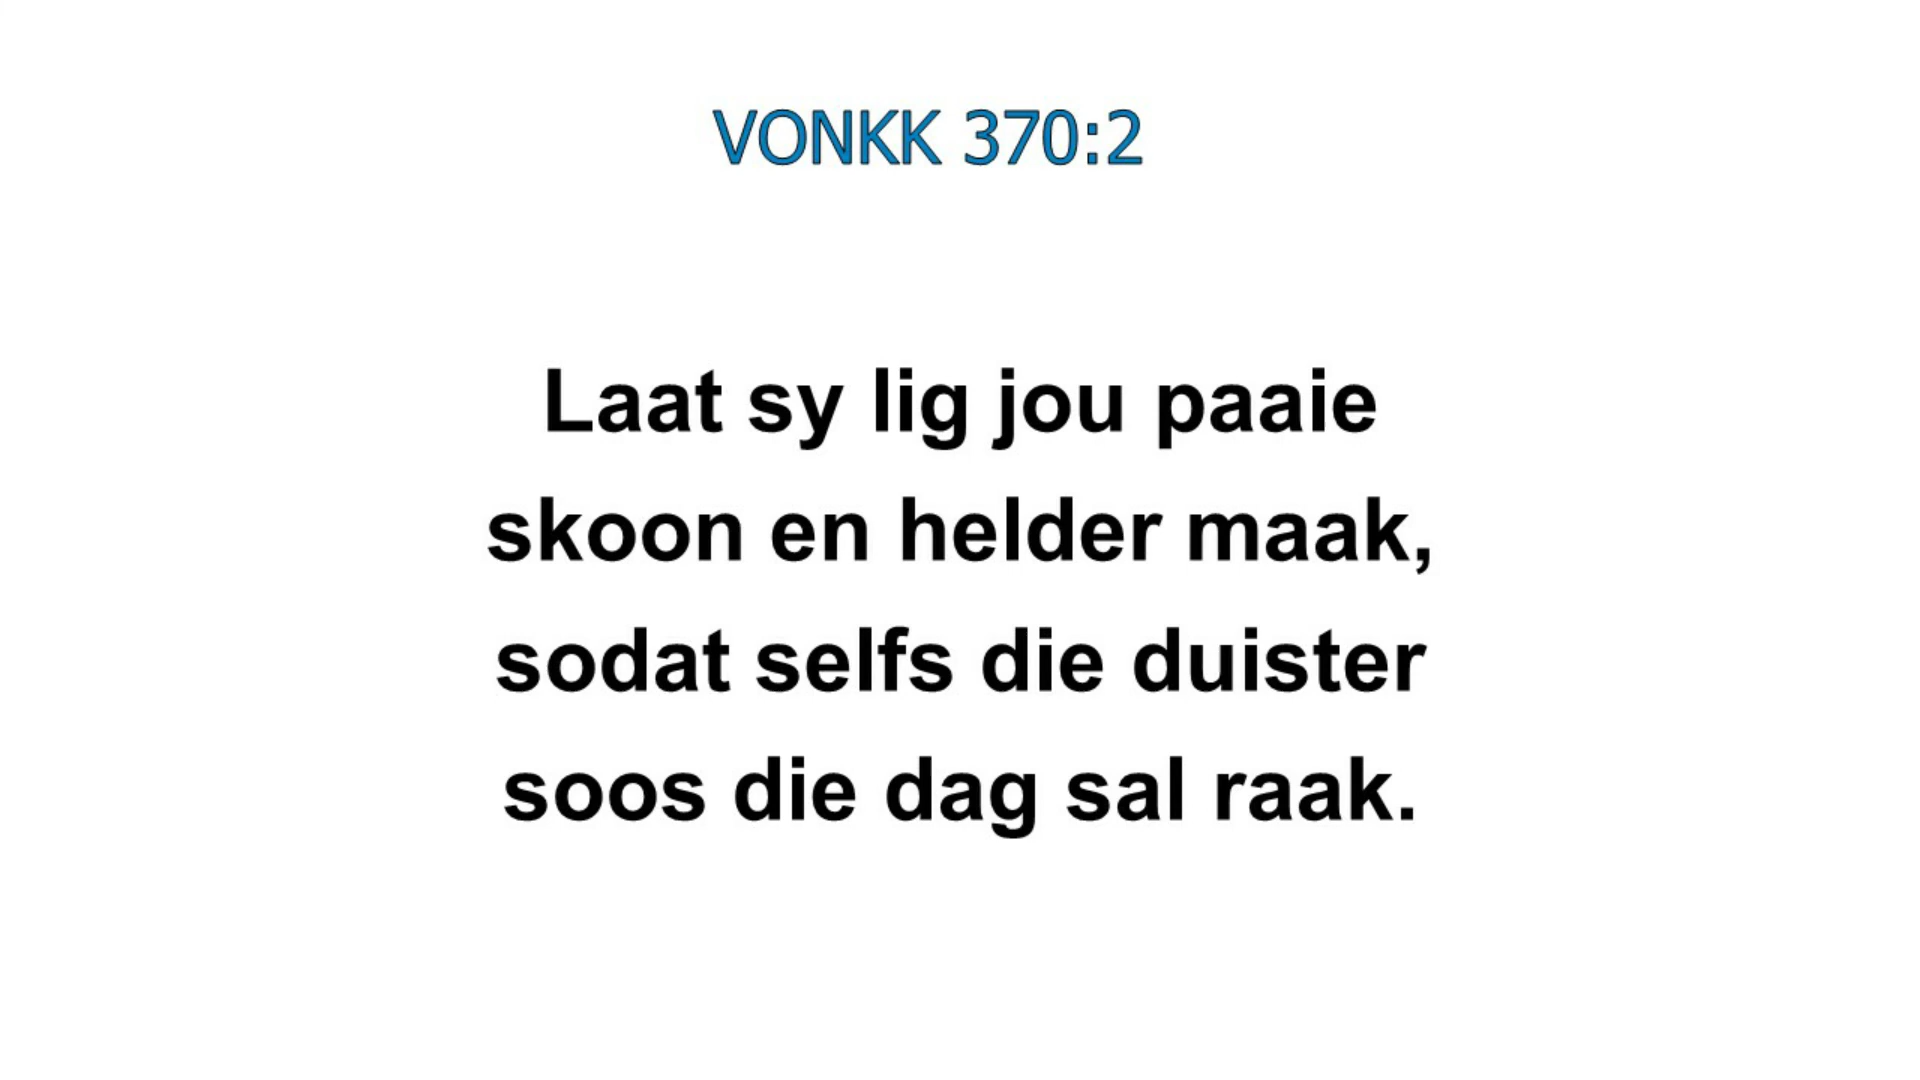 VONKK 370:2
Laat sy lig jou paaie
skoon en helder maak,
sodat selfs die duister
soos die dag sal raak.